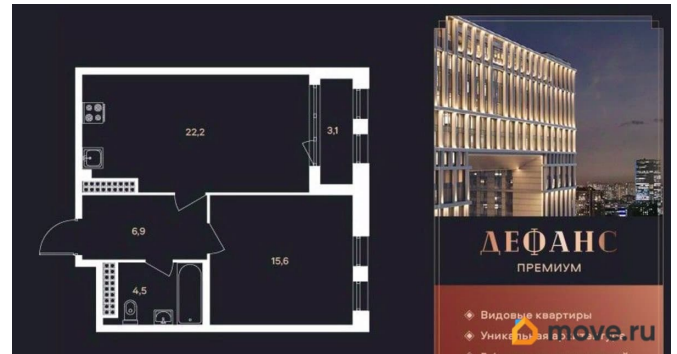 22,2
3,1
6,9
15,6
4,5
ДЕФАНС
ПРЕМИУМ
Видовые квартиры
Уникальная
move.ru